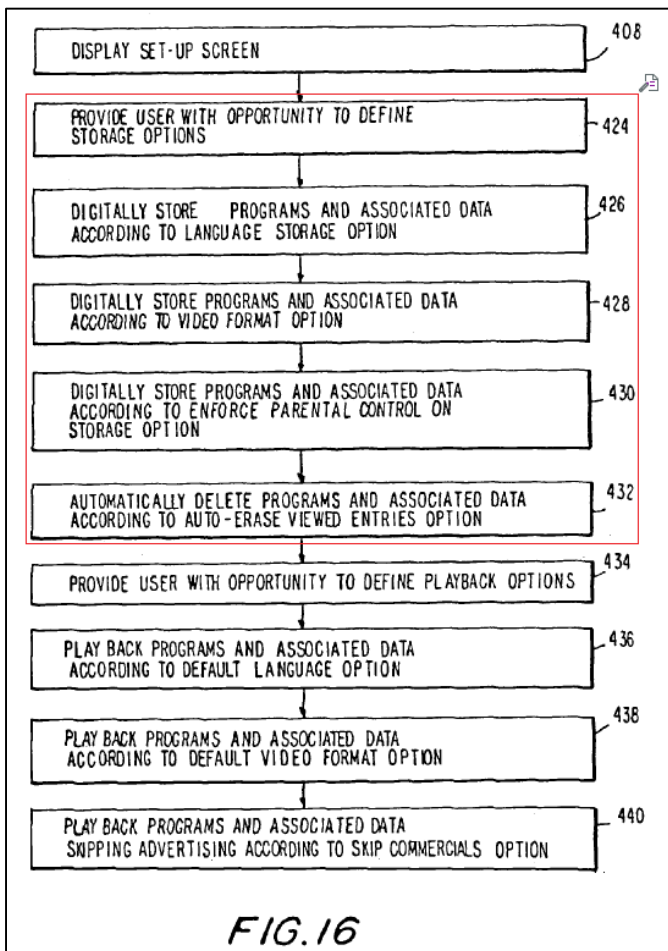 DISPLAY SET-UP SCREEN
408
PROVIDE USER WITH OPPORTUNITY TO DEFINE
STORAGE OPTIONS
424
DIGITALLY STORE PROGRAMS AND ASSOCIATED DATA
ACCORDING TO LANGUAGE STORAGE OPTION
426
DIGITALLY STORE PROGRAMS AND ASSOCIATED DATA
ACCORDING TO VIDEO FORMAT OPTION
428
DIGITALLY STORE PROGRAMS AND ASSOCIATED DATA
ACCORDING TO ENFORCE PARENTAL CONTROL ON
STORAGE OPTION
430
AUTOMATICALLY DELETE PROGRAMS AND ASSOCIATED DATA
ACCORDING TO AUTO-ERASE VIEWED ENTRIES OPTION
432
PROVIDE USER WITH OPPORTUNITY TO DEFINE PLAYBACK OPTIONS
434
PLAY BACK PROGRAMS AND ASSOCIATED DATA
ACCORDING TO DEFAULT LANGUAGE OPTION
436
PLAY BACK PROGRAMS AND ASSOCIATED DATA
ACCORDING TO DEFAULT VIDEO FORMAT OPTION
438
PLAY BACK PROGRAMS AND ASSOCIATED DATA
SKIPPING ADVERTISING ACCORDING TO SKIP COMMERCIALS OPTION
440
FIG.16